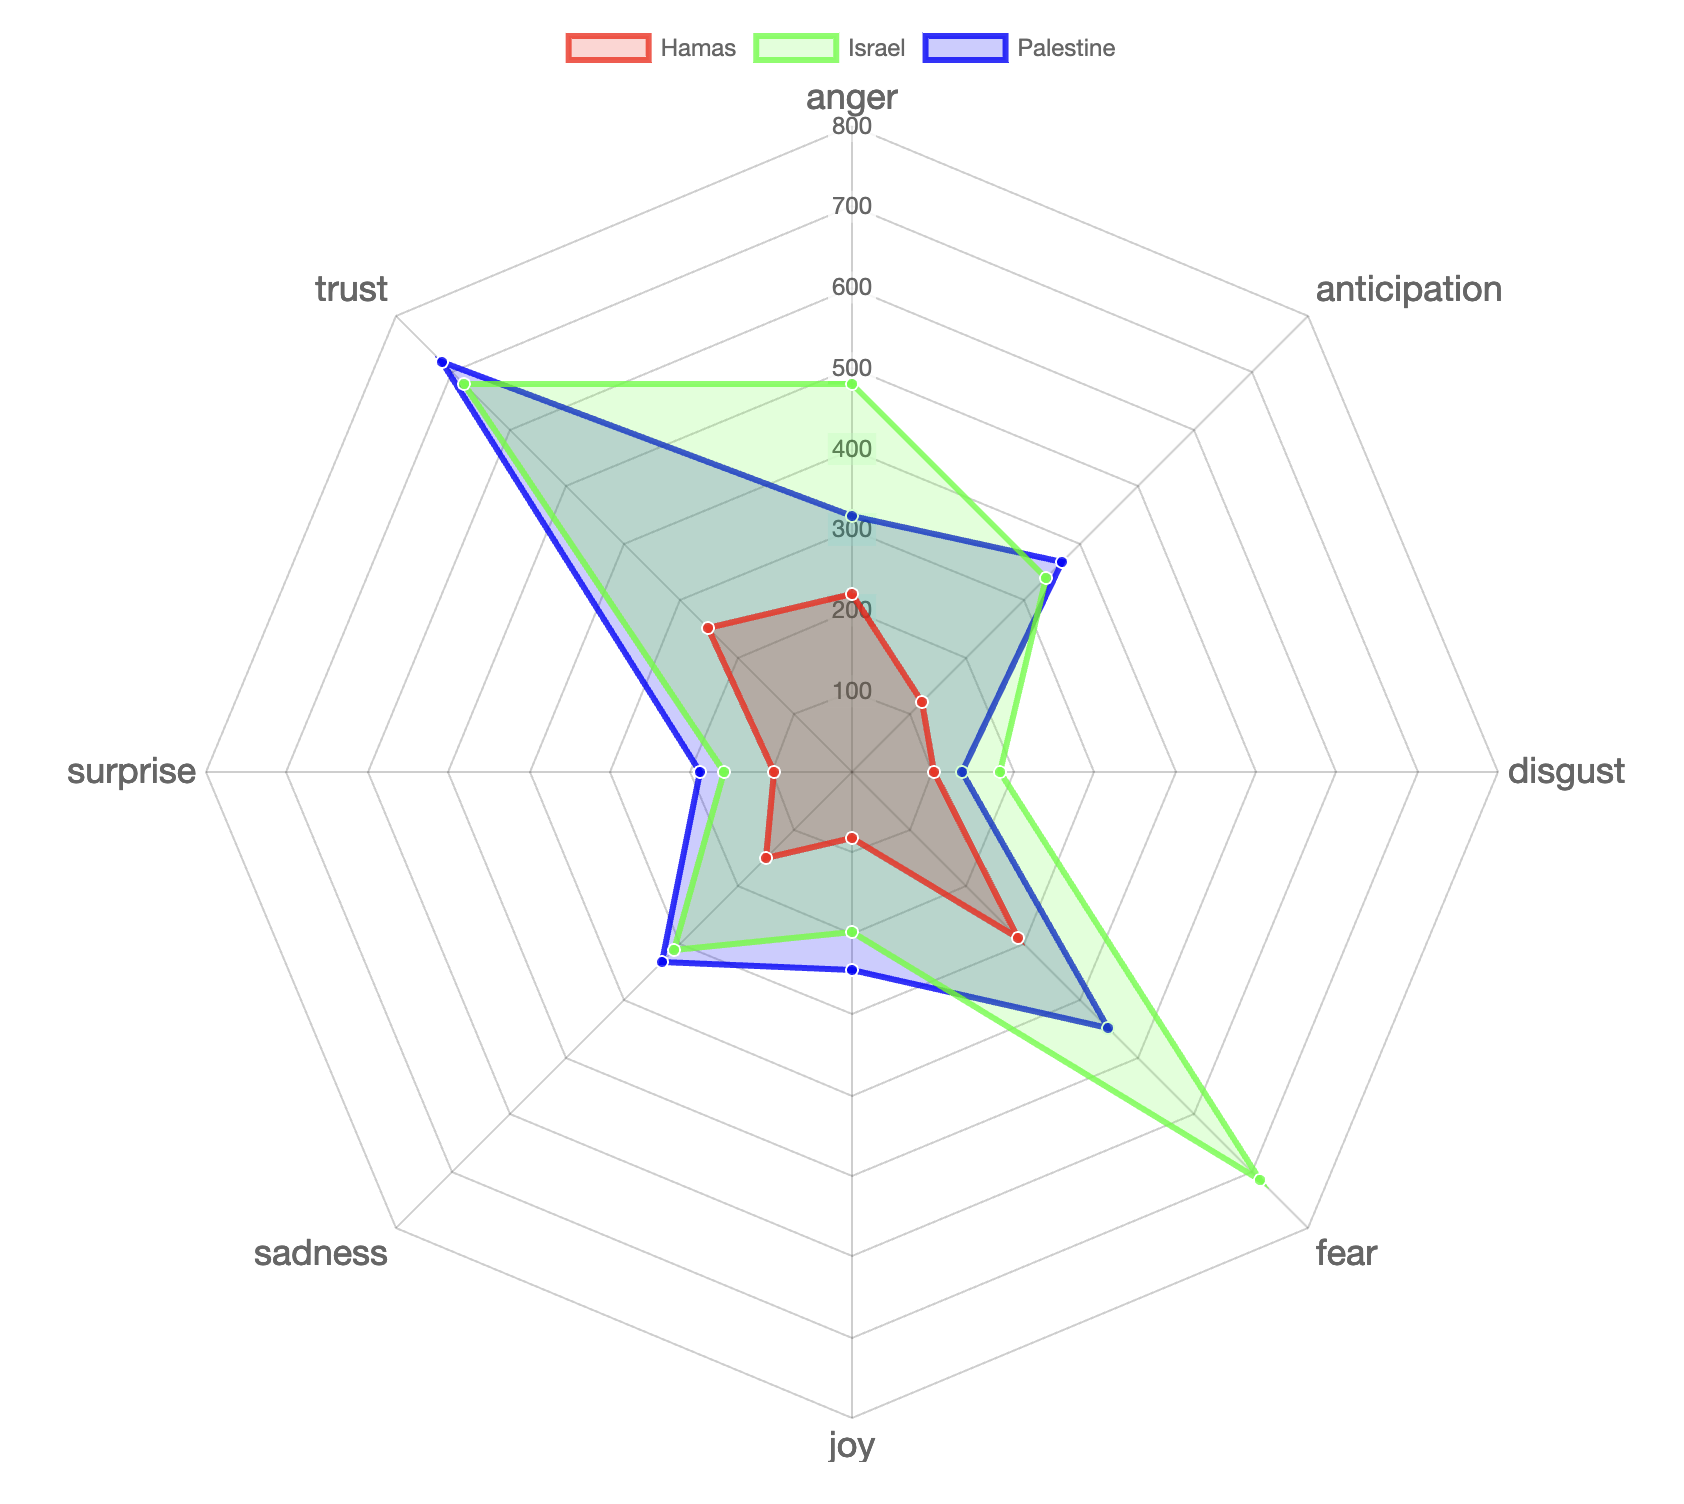 Hamas Israel Palestine
anger
800
700
600
500
400
300
200
100
trust
anticipation
surprise
disgust
sadness
fear
joy